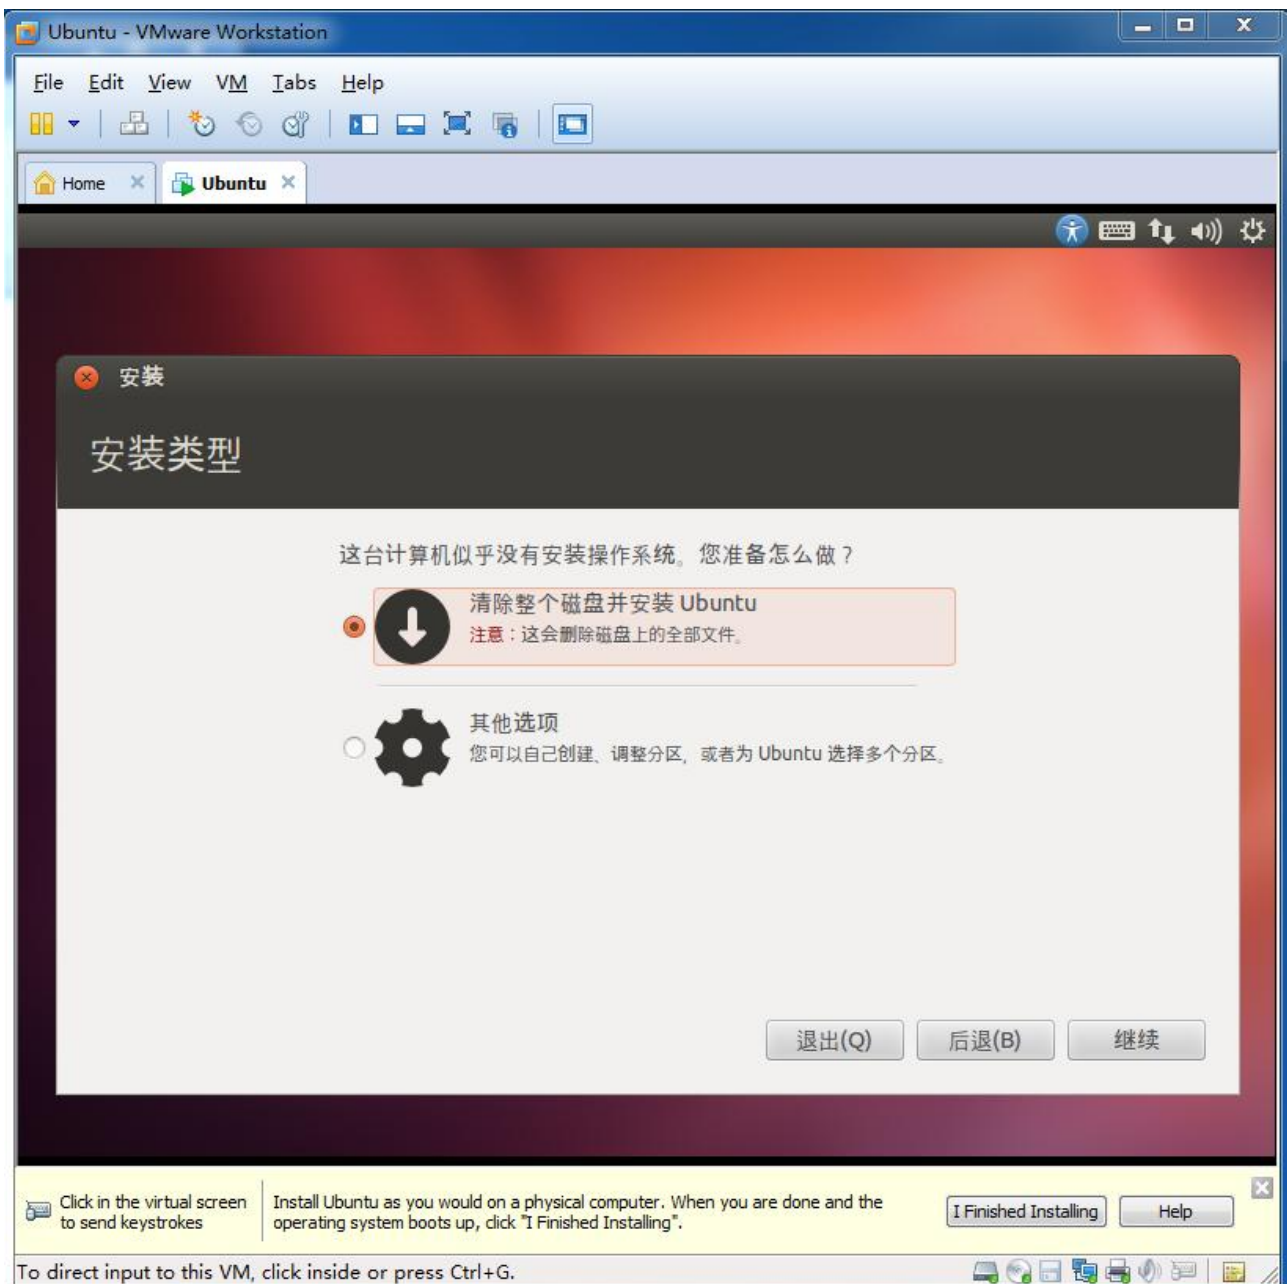 Ubuntu - VMware Workstation
File Edit View VM Tabs Help
Home Ubuntu
安装
安装类型
这台计算机似乎没有安装操作系统。您准备怎么做？
清除整个磁盘并安装 Ubuntu
注意：这会删除磁盘上的全部文件。
其他选项
您可以自己创建、调整分区，或者为 Ubuntu 选择多个分区。
退出(Q) 后退(B) 继续
Click in the virtual screen
to send keystrokes
Install Ubuntu as you would on a physical computer. When you are done and the
operating system boots up, click "I Finished Installing".
I Finished Installing Help
To direct input to this VM, click inside or press Ctrl+G.